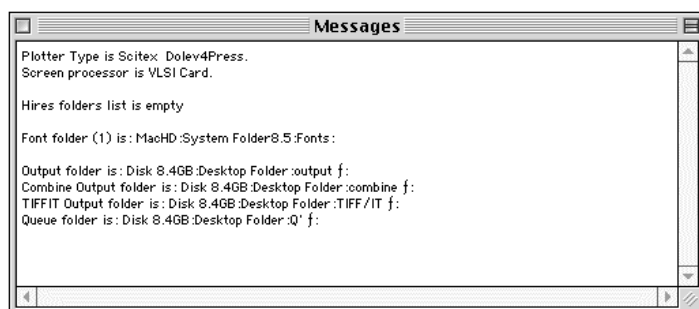 Messages
Plotter Type is Scitex Dolev4Press.
Screen processor is VLSI Card.
Hires folders list is empty
Font folder (1) is: MacHD:System Folder8.5:Fonts:
Output folder is: Disk 8.4GB:Desktop Folder:output ƒ:
Combine Output folder is: Disk 8.4GB:Desktop Folder:combine ƒ:
TIFFIT Output folder is: Disk 8.4GB:Desktop Folder:TIFF/IT ƒ:
Queue folder is: Disk 8.4GB:Desktop Folder:Q' ƒ: